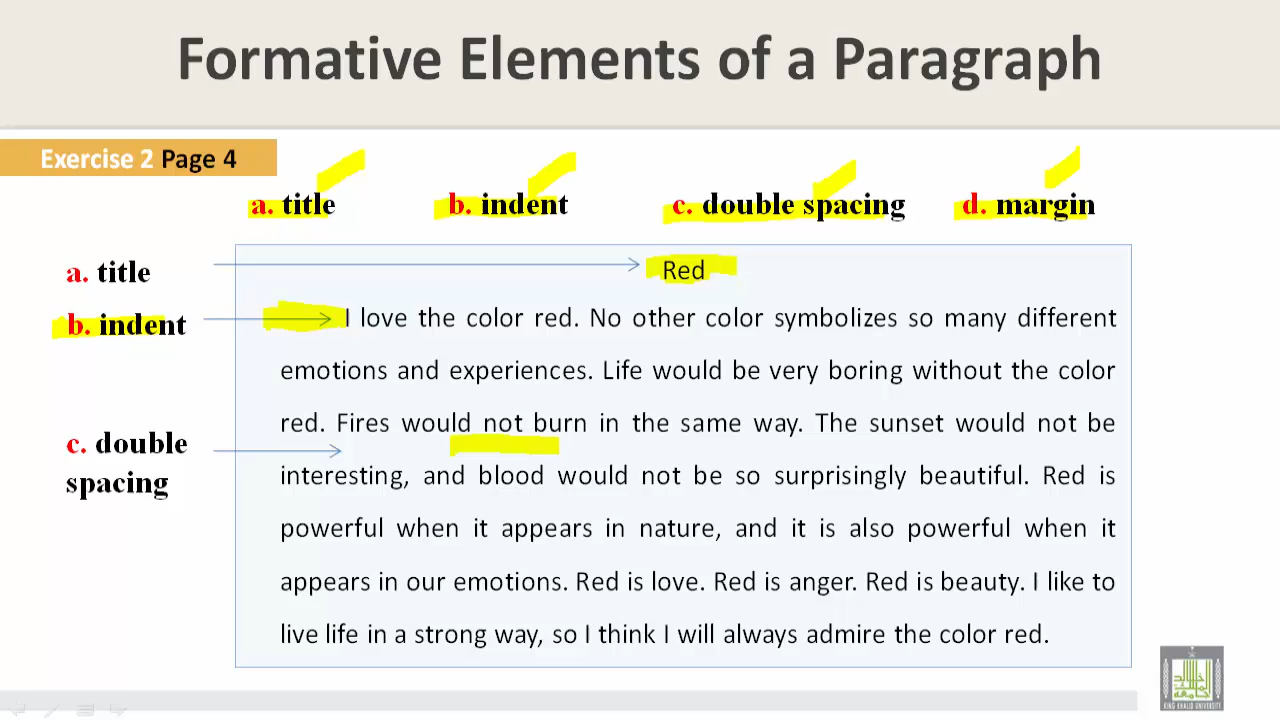 Formative Elements of a Paragraph
Exercise 2 Page 4
a. title b. indent c. double spacing d. margin
a. title
Red
b. indent
I love the color red. No other color symbolizes so many different
emotions and experiences. Life would be very boring without the color
red. Fires would not burn in the same way. The sunset would not be
c. double
spacing
interesting, and blood would not be so surprisingly beautiful. Red is
powerful when it appears in nature, and it is also powerful when it
appears in our emotions. Red is love. Red is anger. Red is beauty. I like to
live life in a strong way, so I think I will always admire the color red.
KING KHALID UNIVERSITY